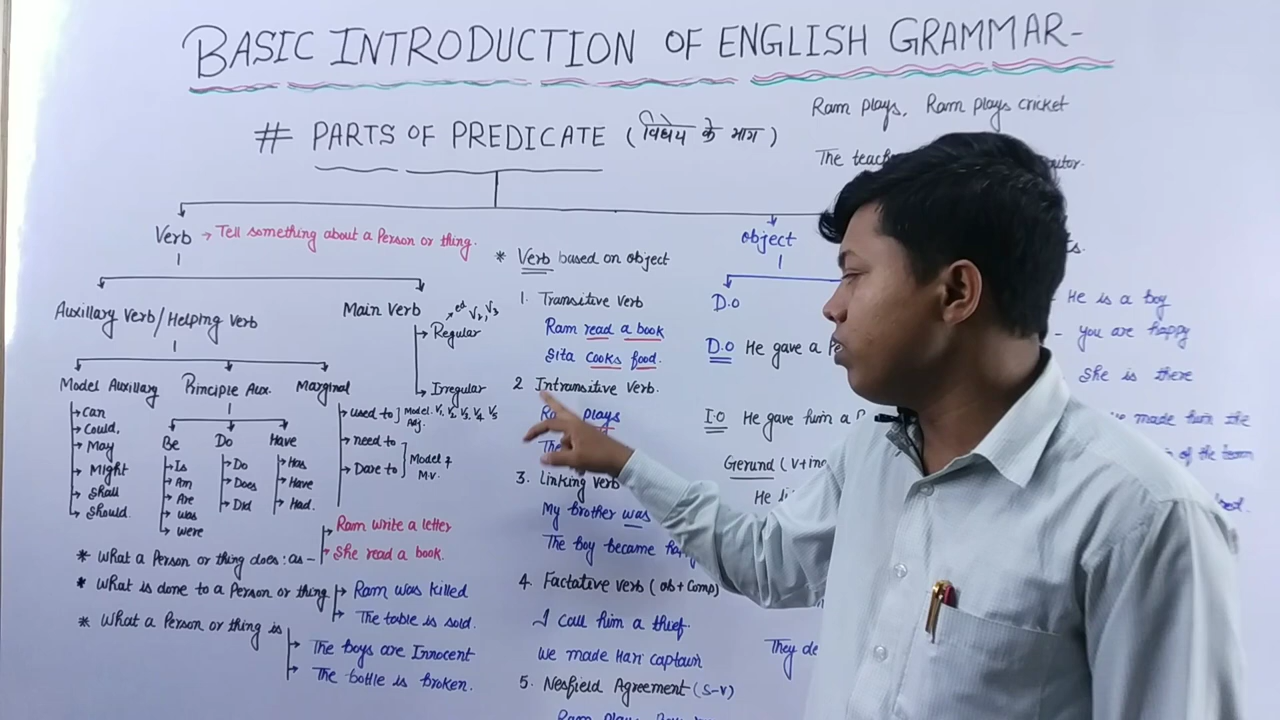 BASIC INTRODUCTION OF ENGLISH GRAMMAR-
# PARTS OF PREDICATE (विधेय के भाग)
Ram plays. Ram plays cricket
The
Verb → Tell something about a Person or thing.
Auxillary verb/Helping verb
Main Verb
Regular ed V2, V3
Irregular
Model Auxillary
Can
Could,
May
Might
Shall
Should.
Principle Aux.
Be
Is
Am
Are
was
were
Do
Do
Does
Did
Have
Has
Have
Had.
Marginal
used to ] Model. V1, V2, V3, V4, V5
Adj.
need to
Dare to ] Model &
M.V.
* What a Person or thing does: as -
Ram write a letter
She read a book.
* What is done to a Person or thing
Ram was killed
The table is sold.
* What a Person or thing is
The boys are Innocent
The bottle is broken.
* Verb based on object
1. Transitive verb
Ram read a book
Sita cooks food.
2 Intransitive verb.
plays
3. Linking verb
My brother was
The boy became
4. Factative verb (ob+Comp)
I call him a thief.
we made Hari captain
5. Nesfield Agreement (S-V)
Ram plays
object
D.O
D.O He gave a
I.O He gave him a
Gerund (V+ing
He
They
He is a boy
- you are happy
She is there
made him the
of the team